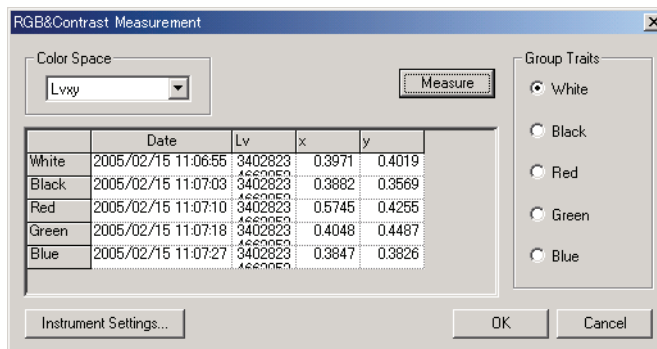 RGB&Contrast Measurement
Color Space
Lvxy
Measure
Group Traits
White
Black
Red
Green
Blue
Date Lv x y
White 2005/02/15 11:06:55 3402823 0.3971 0.4019
Black 2005/02/15 11:07:03 3402823 0.3882 0.3569
Red 2005/02/15 11:07:10 3402823 0.5745 0.4255
Green 2005/02/15 11:07:18 3402823 0.4048 0.4487
Blue 2005/02/15 11:07:27 3402823 0.3847 0.3826
Instrument Settings...
OK
Cancel